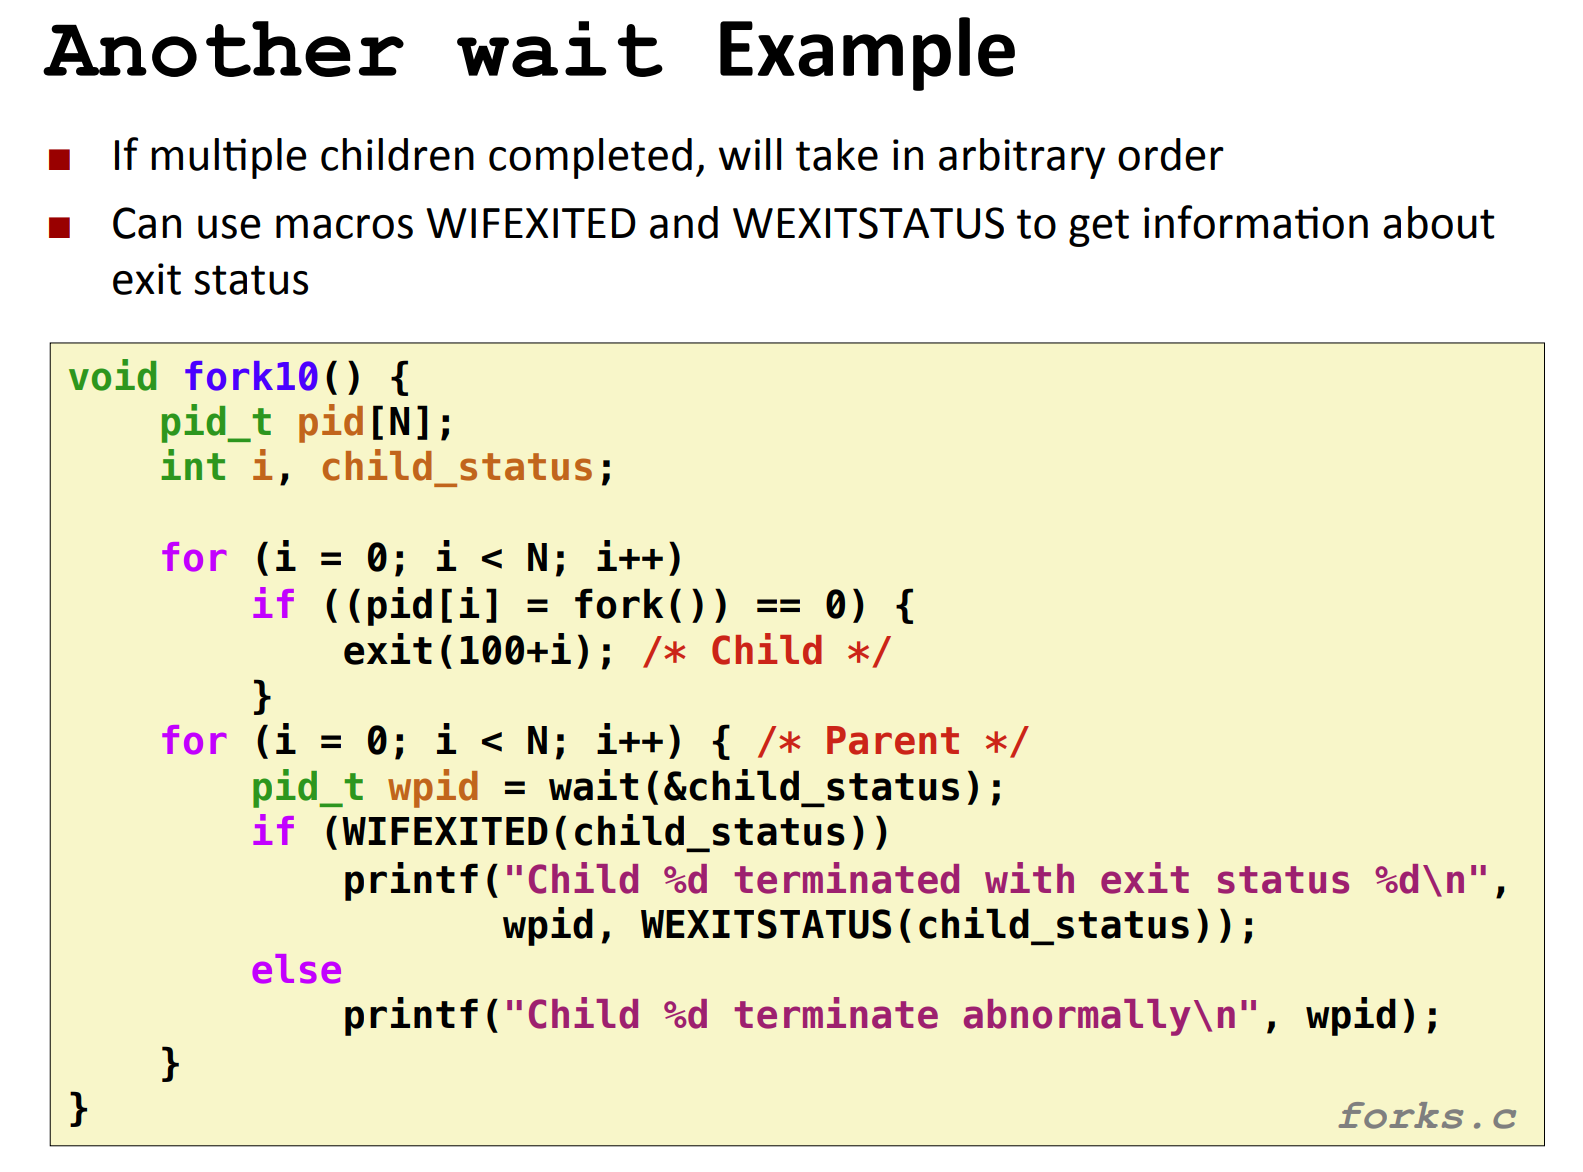 Another wait Example
If multiple children completed, will take in arbitrary order
Can use macros WIFEXITED and WEXITSTATUS to get information about
exit status
void fork10() {
    pid_t pid[N];
    int i, child_status;

    for (i = 0; i < N; i++)
        if ((pid[i] = fork()) == 0) {
            exit(100+i); /* Child */
        }
    for (i = 0; i < N; i++) { /* Parent */
        pid_t wpid = wait(&child_status);
        if (WIFEXITED(child_status))
            printf("Child %d terminated with exit status %d\n",
                   wpid, WEXITSTATUS(child_status));
        else
            printf("Child %d terminate abnormally\n", wpid);
    }
}
forks.c